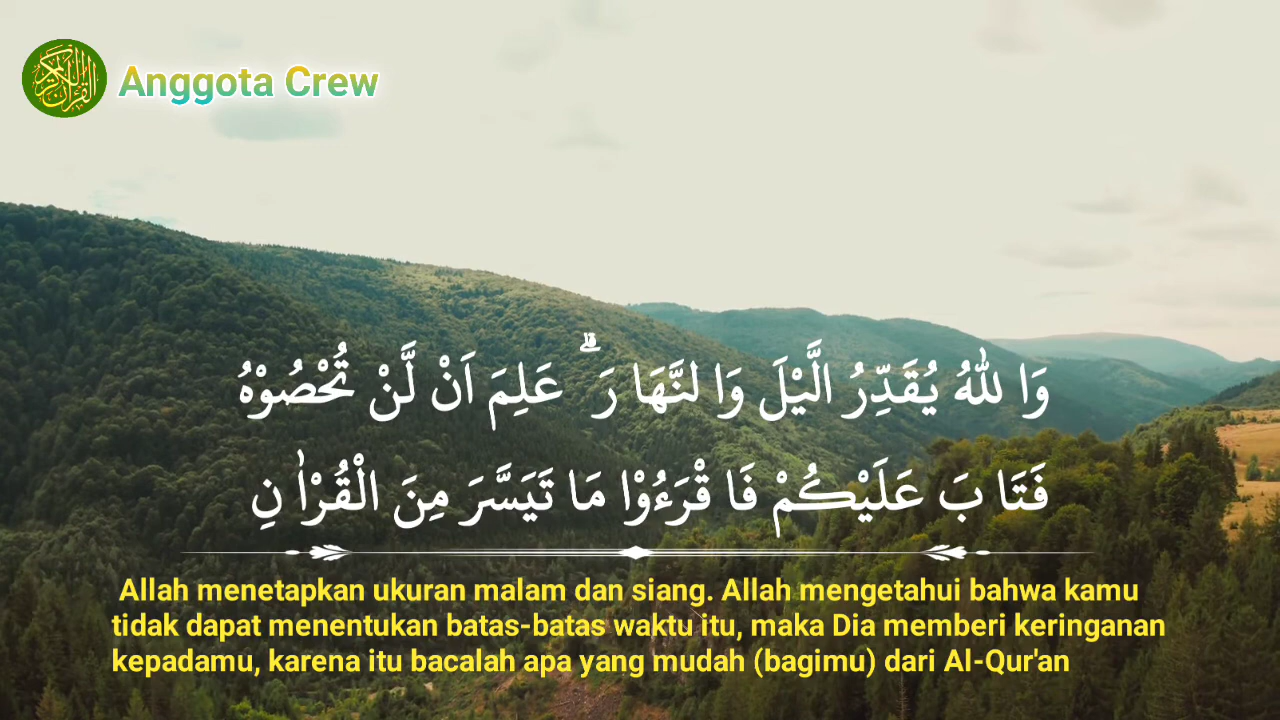 Anggota Crew
وَا للّٰهُ يُقَدِّرُ الَّيْلَ وَا لنَّهَا رَ ۗ عَلِمَ اَنْ لَّنْ تُحْصُوْهُ
فَتَا بَ عَلَيْكُمْ فَا قْرَءُوْا مَا تَيَسَّرَ مِنَ الْقُرْاٰ نِ
Allah menetapkan ukuran malam dan siang. Allah mengetahui bahwa kamu
tidak dapat menentukan batas-batas waktu itu, maka Dia memberi keringanan
kepadamu, karena itu bacalah apa yang mudah (bagimu) dari Al-Qur'an